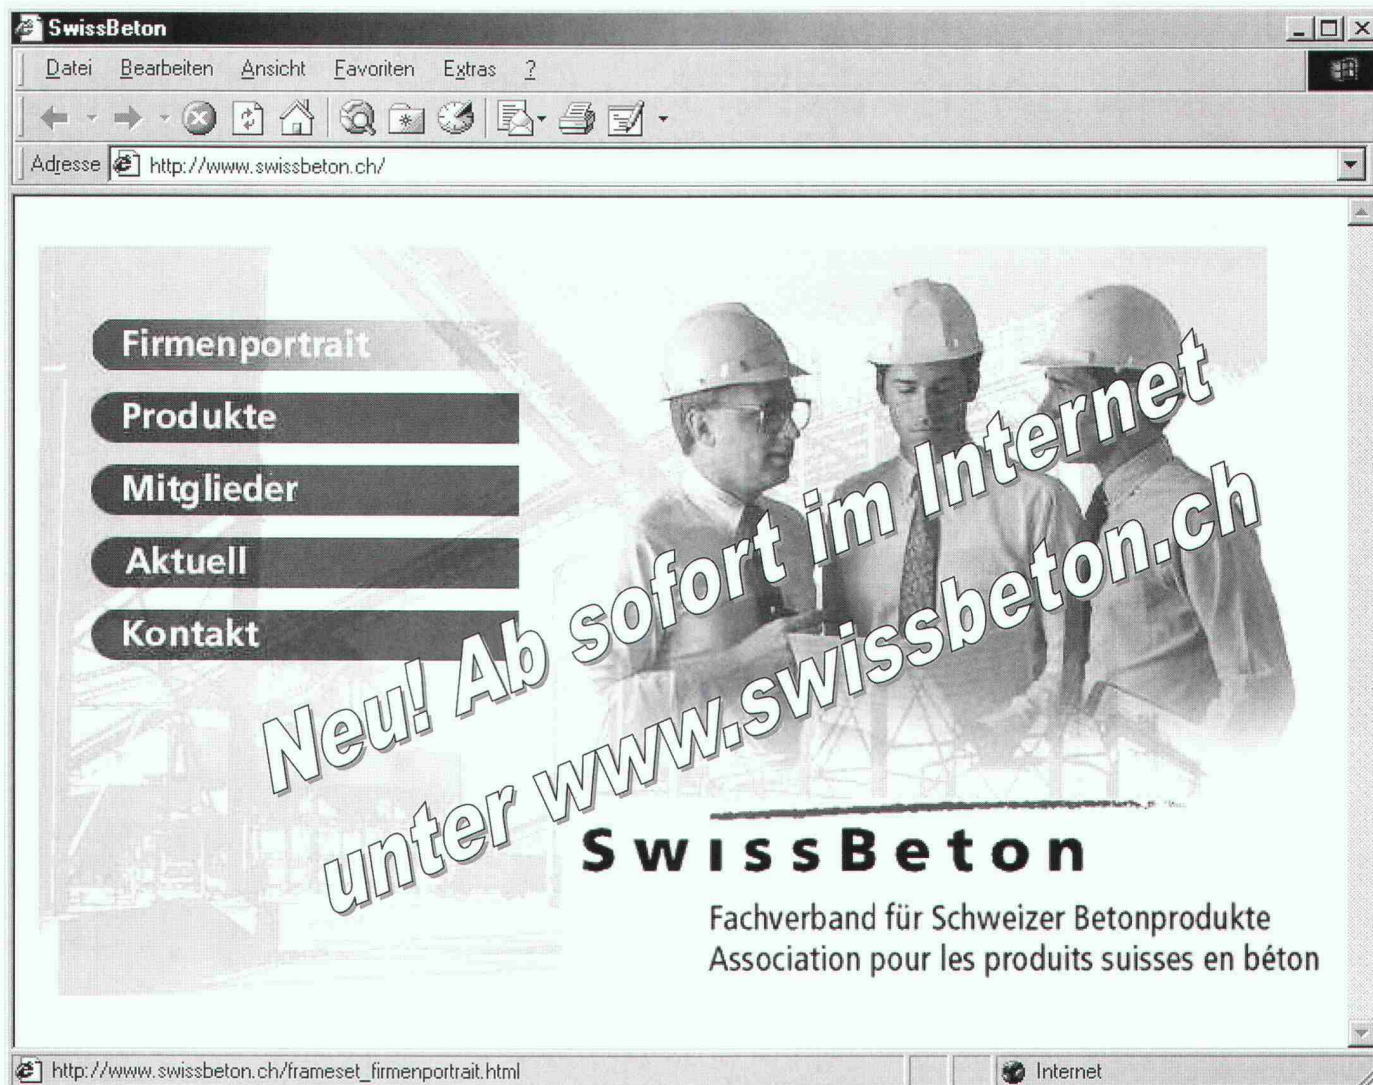 SwissBeton
Datei Bearbeiten Ansicht Favoriten Extras ?
Adresse http://www.swissbeton.ch/
Firmenportrait
Produkte
Mitglieder
Aktuell
Kontakt
Neu! Ab sofort im Internet
unter www.swissbeton.ch
SwissBeton
Fachverband für Schweizer Betonprodukte
Association pour les produits suisses en béton
http://www.swissbeton.ch/frameset_firmenportrait.html Internet